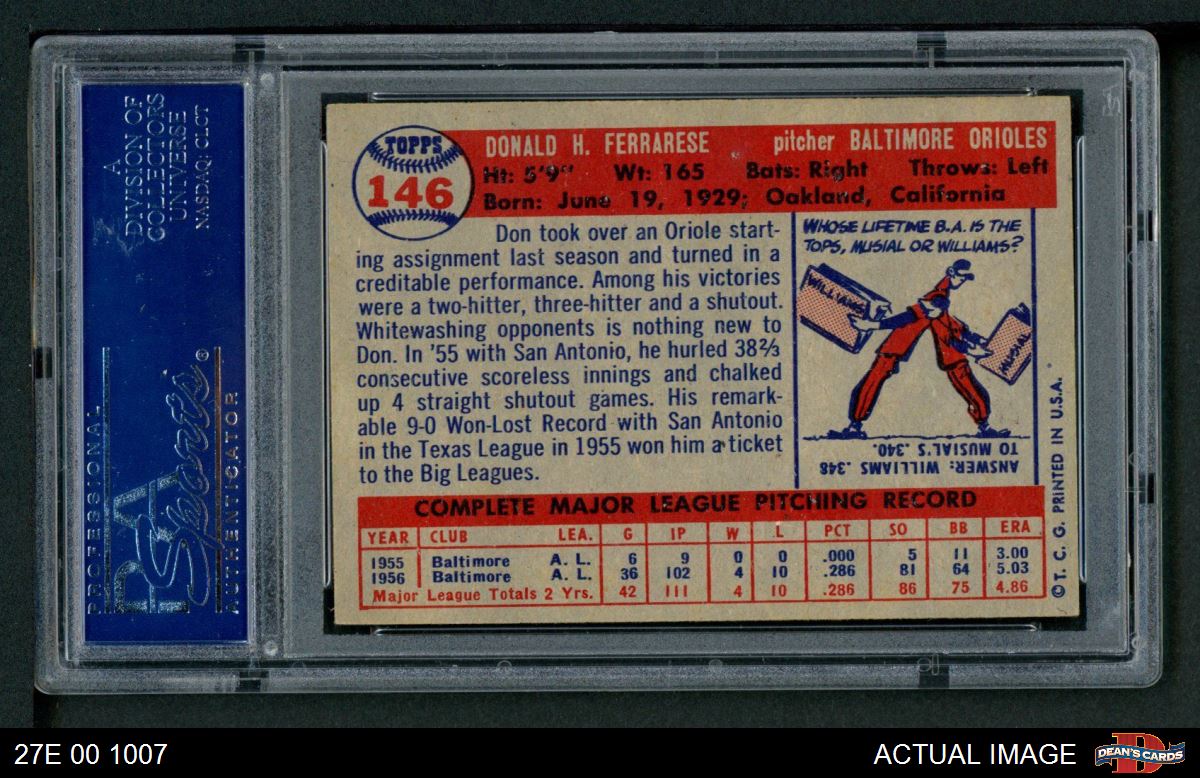 A
DIVISION OF
COLLECTORS
UNIVERSE
NASDAQ: CLCT
PROFESSIONAL
PSA
Sports®
AUTHENTICATOR
TOPPS
146
DONALD H. FERRARESE pitcher BALTIMORE ORIOLES
Ht: 5'9" Wt: 165 Bats: Right Throws: Left
Born: June 19, 1929; Oakland, California
Don took over an Oriole start-
ing assignment last season and turned in a
creditable performance. Among his victories
were a two-hitter, three-hitter and a shutout.
Whitewashing opponents is nothing new to
Don. In '55 with San Antonio, he hurled 38⅔
consecutive scoreless innings and chalked
up 4 straight shutout games. His remark-
able 9-0 Won-Lost Record with San Antonio
in the Texas League in 1955 won him a ticket
to the Big Leagues.
WHOSE LIFETIME B.A. IS THE
TOPS, MUSIAL OR WILLIAMS?
WILLIAMS
MUSIAL
ANSWER: WILLIAMS .348
TO MUSIAL'S .340.
COMPLETE MAJOR LEAGUE PITCHING RECORD
YEAR CLUB LEA. G IP W L PCT SO BB ERA
1955 Baltimore A. L. 6 9 0 0 .000 5 11 3.00
1956 Baltimore A. L. 36 102 4 10 .286 81 64 5.03
Major League Totals 2 Yrs. 42 111 4 10 .286 86 75 4.86
© T. C. G. PRINTED IN U.S.A.
27E 00 1007
ACTUAL IMAGE
DEAN'S CARDS